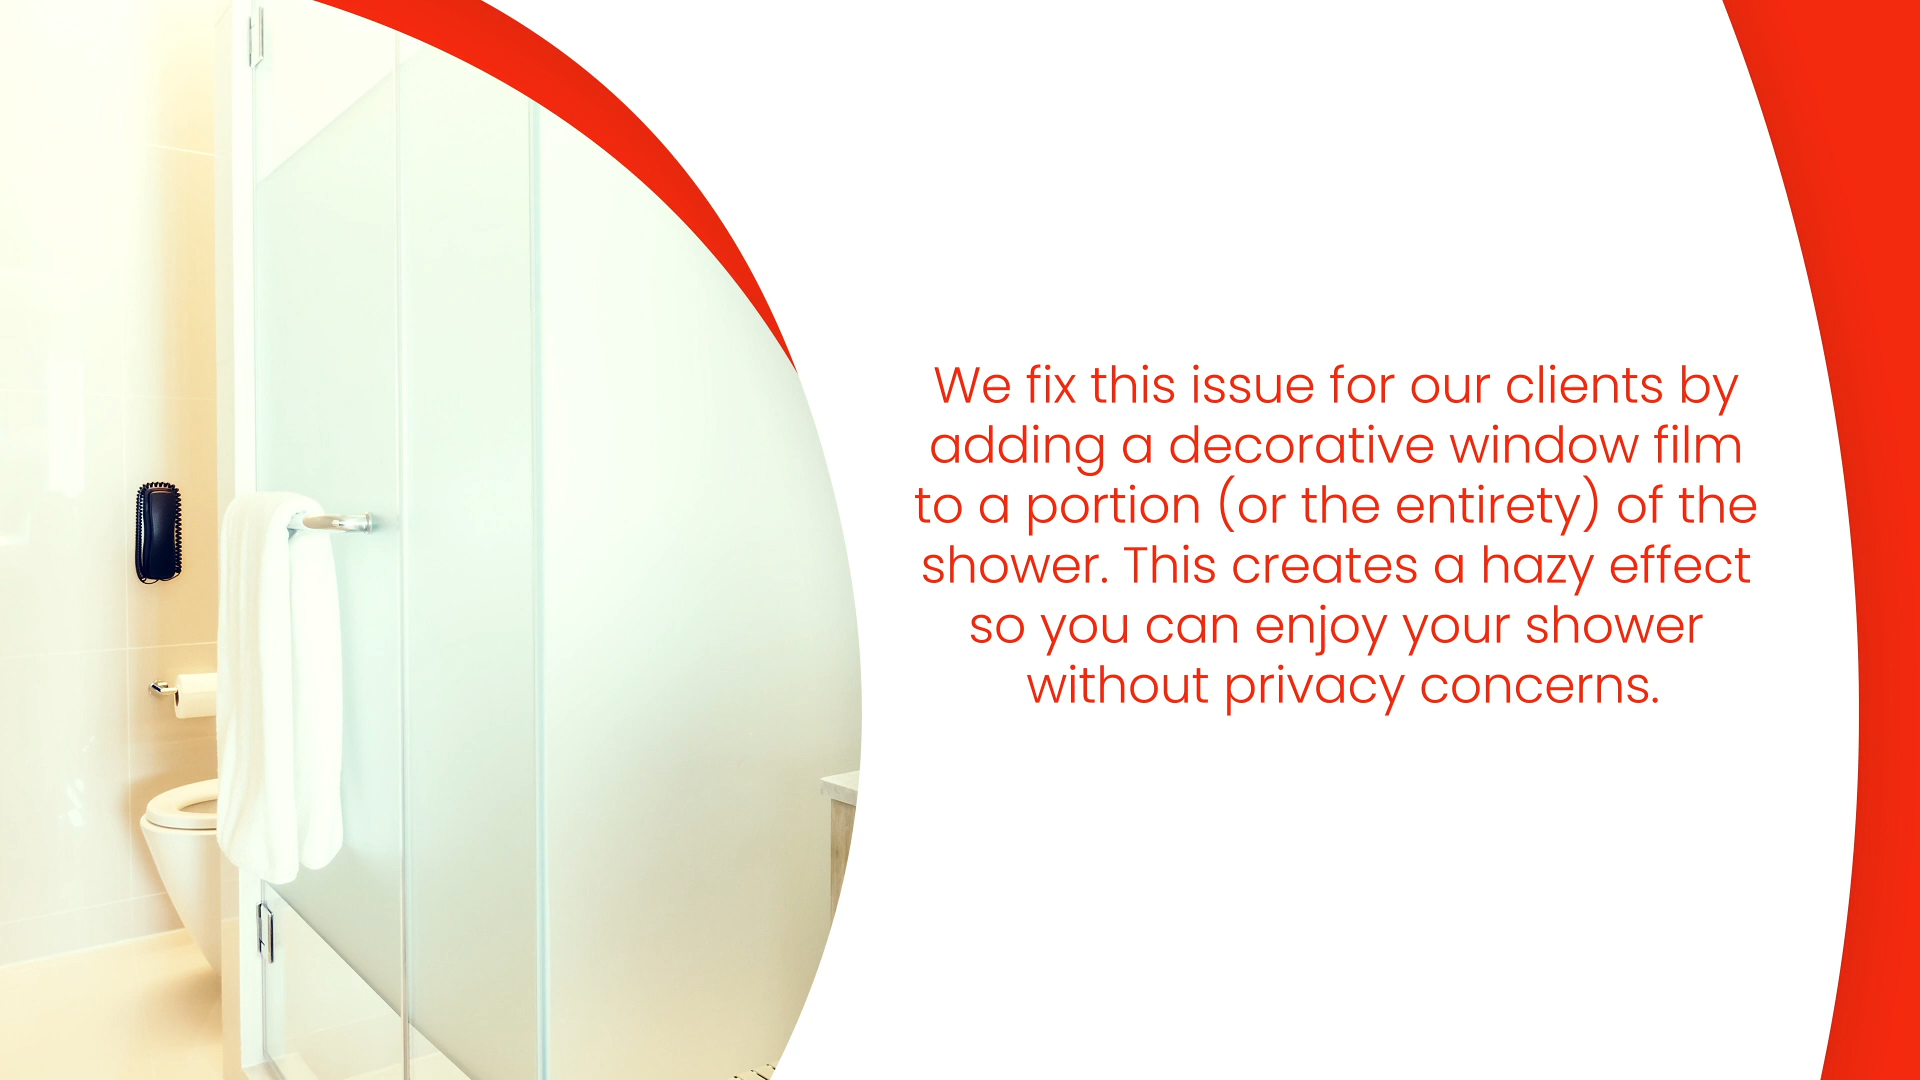 We fix this issue for our clients by
adding a decorative window film
to a portion (or the entirety) of the
shower. This creates a hazy effect
so you can enjoy your shower
without privacy concerns.